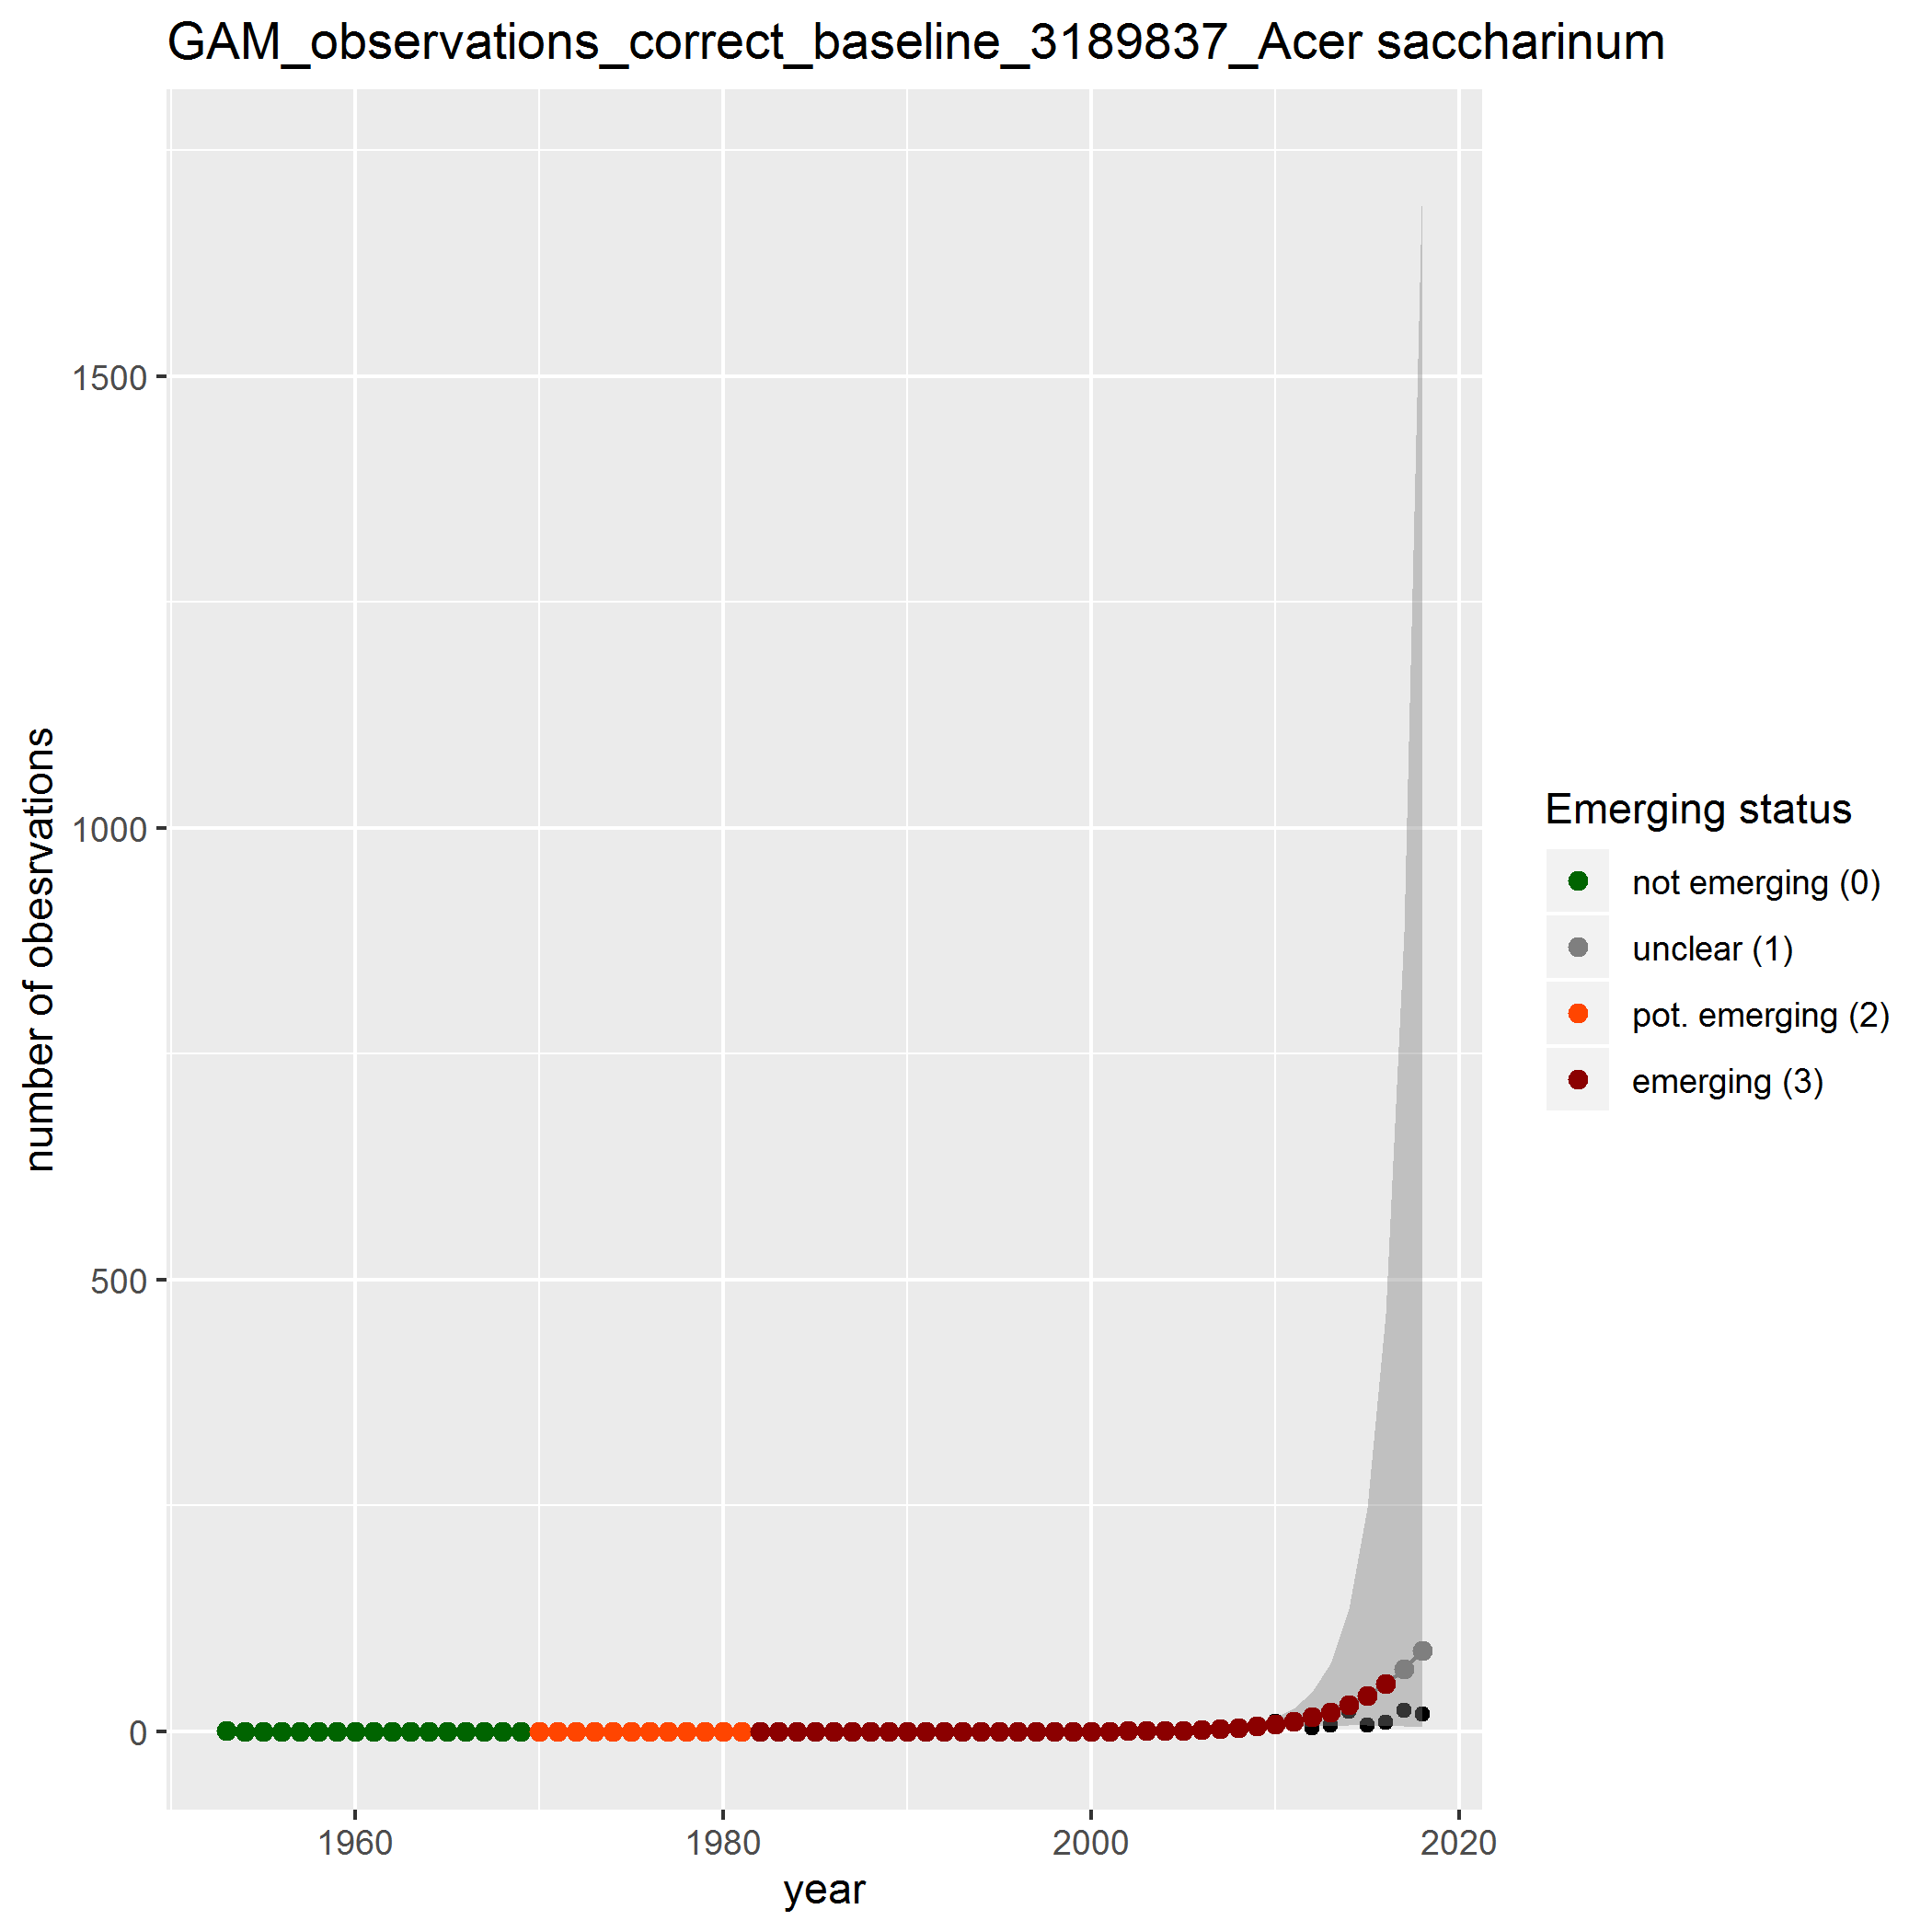 GAM_observations_correct_baseline_3189837_Acer saccharinum
1500
1000
500
0
number of obesrvations
1960
1980
2000
2020
year
Emerging status
not emerging (0)
unclear (1)
pot. emerging (2)
emerging (3)